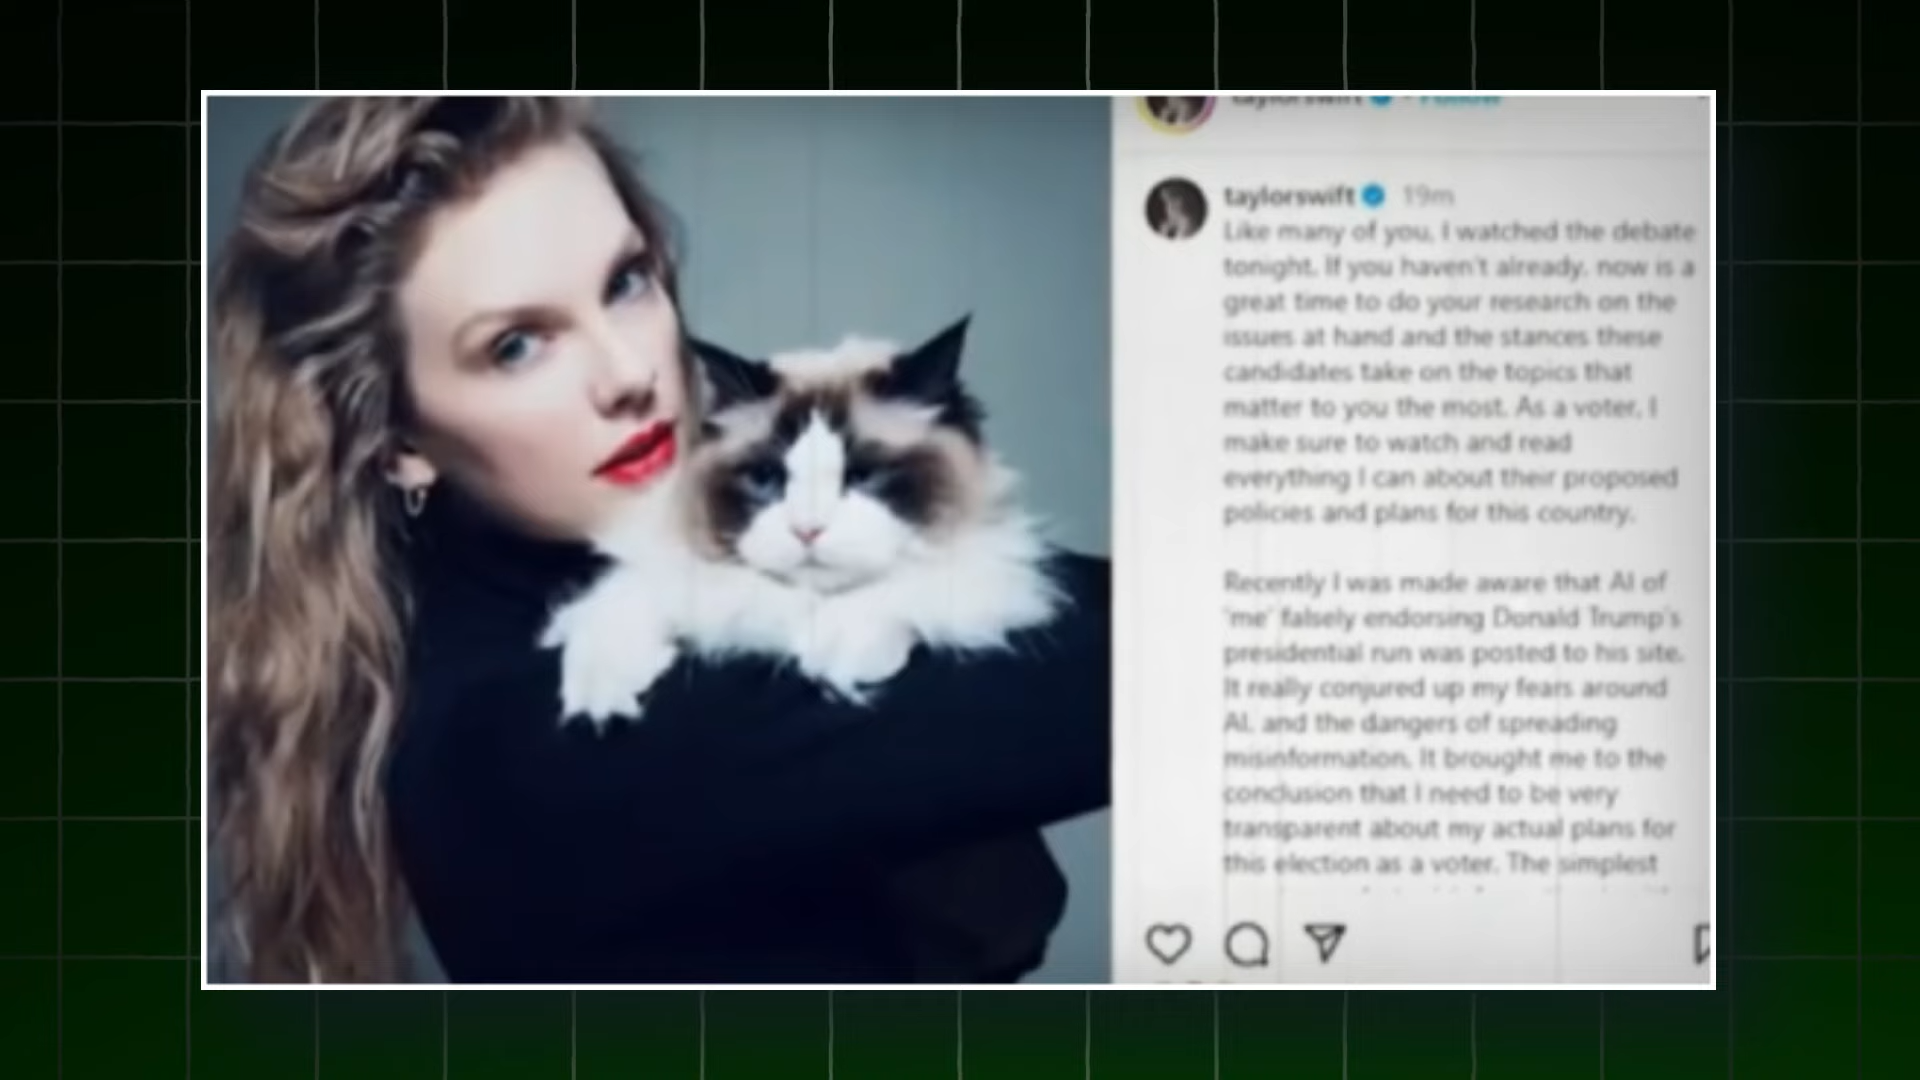 taylorswift • Follow
taylorswift 19m
Like many of you, I watched the debate
tonight. If you haven't already, now is a
great time to do your research on the
issues at hand and the stances these
candidates take on the topics that
matter to you the most. As a voter, I
make sure to watch and read
everything I can about their proposed
policies and plans for this country.
Recently I was made aware that AI of
'me' falsely endorsing Donald Trump's
presidential run was posted to his site.
It really conjured up my fears around
AI, and the dangers of spreading
misinformation. It brought me to the
conclusion that I need to be very
transparent about my actual plans for
this election as a voter. The simplest